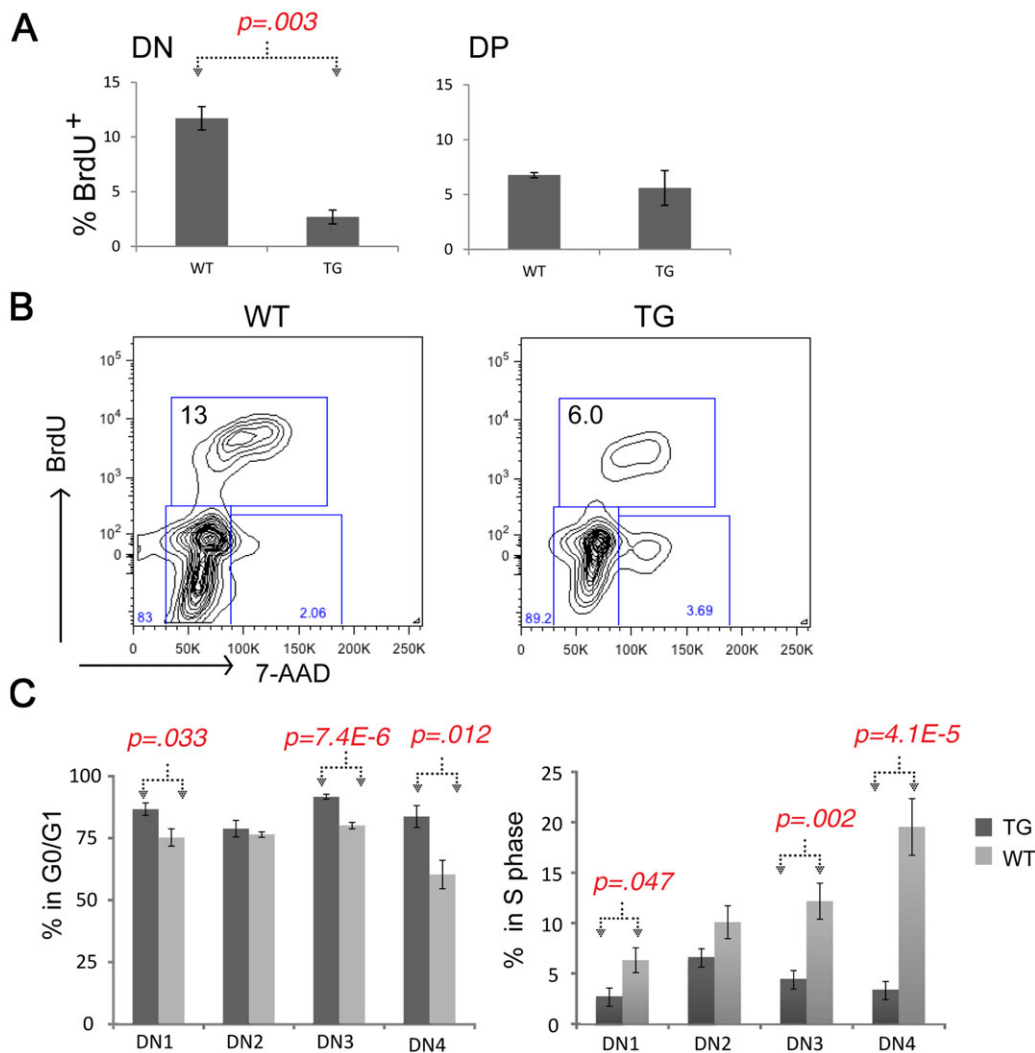 A
p=.003
DN
DP
% BrdU+
15
10
5
0
WT
TG
15
10
5
0
WT
TG
B
WT
TG
BrdU
10^5
10^4
10^3
10^2
0
13
83
2.06
0
50K
100K
150K
200K
250K
10^5
10^4
10^3
10^2
0
6.0
89.2
3.69
0
50K
100K
150K
200K
250K
7-AAD
C
p=.033
p=7.4E-6
p=.012
% in G0/G1
100
75
50
25
0
DN1
DN2
DN3
DN4
p=4.1E-5
p=.002
p=.047
% in S phase
25
20
15
10
5
0
DN1
DN2
DN3
DN4
TG
WT